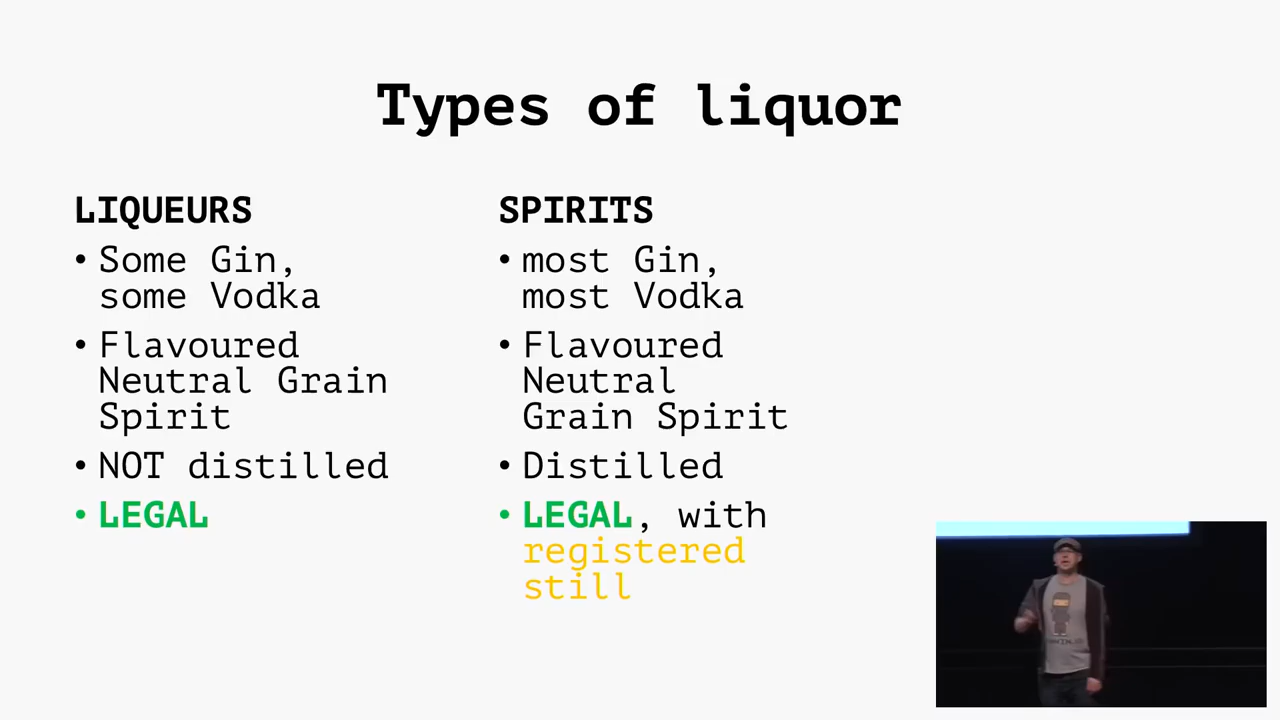 Types of liquor
LIQUEURS
• Some Gin,
some Vodka
• Flavoured
Neutral Grain
Spirit
• NOT distilled
• LEGAL
SPIRITS
• most Gin,
most Vodka
• Flavoured
Neutral
Grain Spirit
• Distilled
• LEGAL, with
registered
still